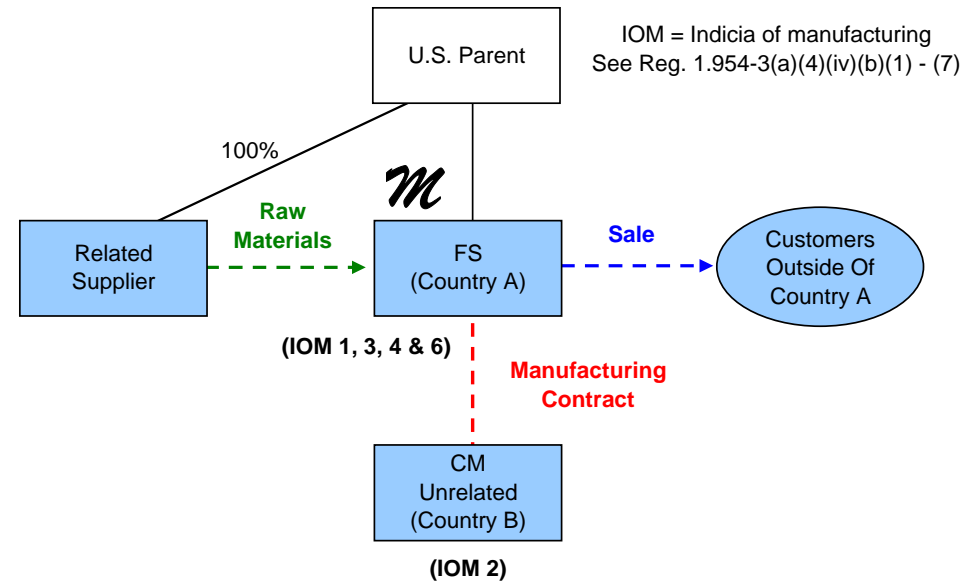 U.S. Parent
IOM = Indicia of manufacturing
See Reg. 1.954-3(a)(4)(iv)(b)(1) - (7)
100%
M
Raw
Materials
Sale
Related
Supplier
FS
(Country A)
Customers
Outside Of
Country A
(IOM 1, 3, 4 & 6)
Manufacturing
Contract
CM
Unrelated
(Country B)
(IOM 2)